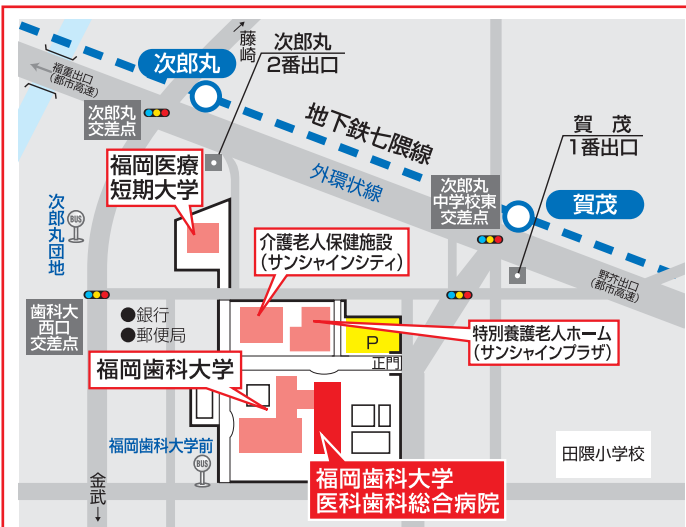 藤崎
次郎丸
2番出口
福重出口
(都市高速)
次郎丸
次郎丸
交差点
地下鉄七隈線
賀 茂
1番出口
福岡医療
短期大学
外環状線
次郎丸
中学校東
交差点
賀茂
次郎丸団地
BUS
介護老人保健施設
(サンシャインシティ)
野芥出口
(都市高速)
歯科大
西口
交差点
●銀行
●郵便局
P
特別養護老人ホーム
(サンシャインプラザ)
正門
福岡歯科大学
福岡歯科大学前
BUS
田隈小学校
福岡歯科大学
医科歯科総合病院
金武